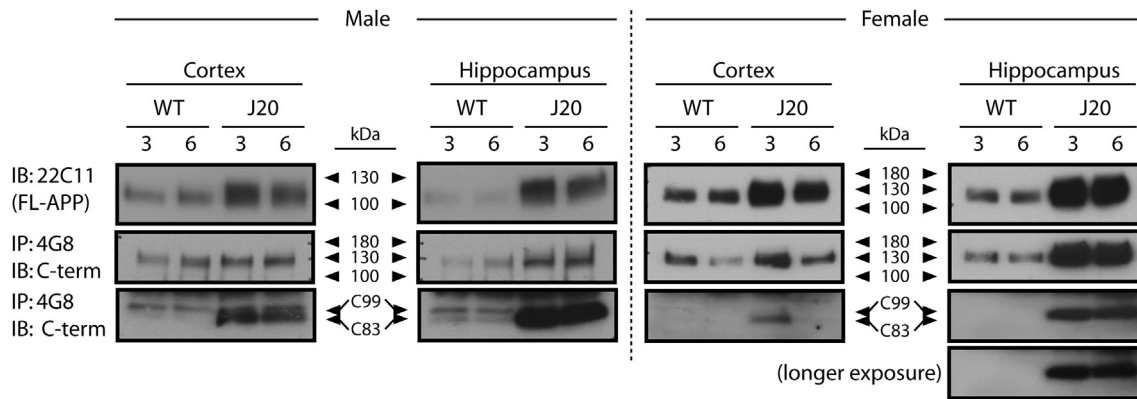 Male Female
Cortex Hippocampus Cortex Hippocampus
WT J20 WT J20 WT J20 WT J20
3 6 3 6 kDa 3 6 3 6 3 6 3 6 kDa 3 6 3 6
IB: 22C11
(FL-APP)
130
100
180
130
100
IP: 4G8
IB: C-term
180
130
100
180
130
100
IP: 4G8
IB: C-term
C99
C83
C99
C83
(longer exposure)